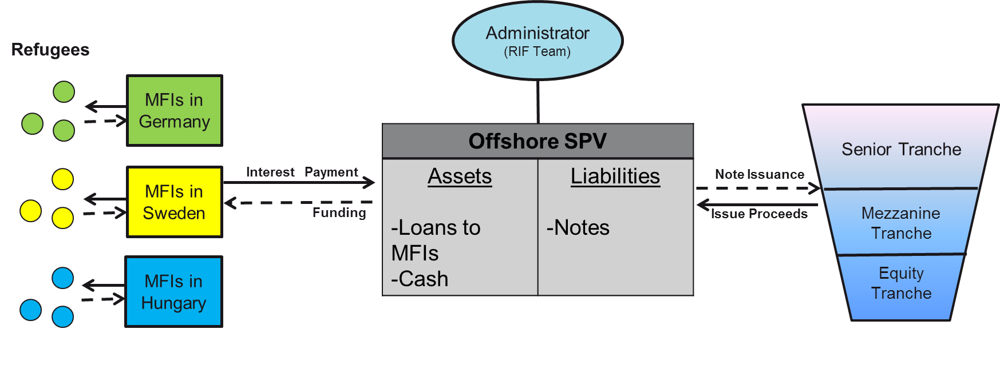 Administrator
(RIF Team)
Refugees
MFIs in
Germany
MFIs in
Sweden
MFIs in
Hungary
Interest Payment
Funding
Offshore SPV
Assets
-Loans to
MFIs
-Cash
Liabilities
-Notes
Note Issuance
Issue Proceeds
Senior Tranche
Mezzanine
Tranche
Equity
Tranche